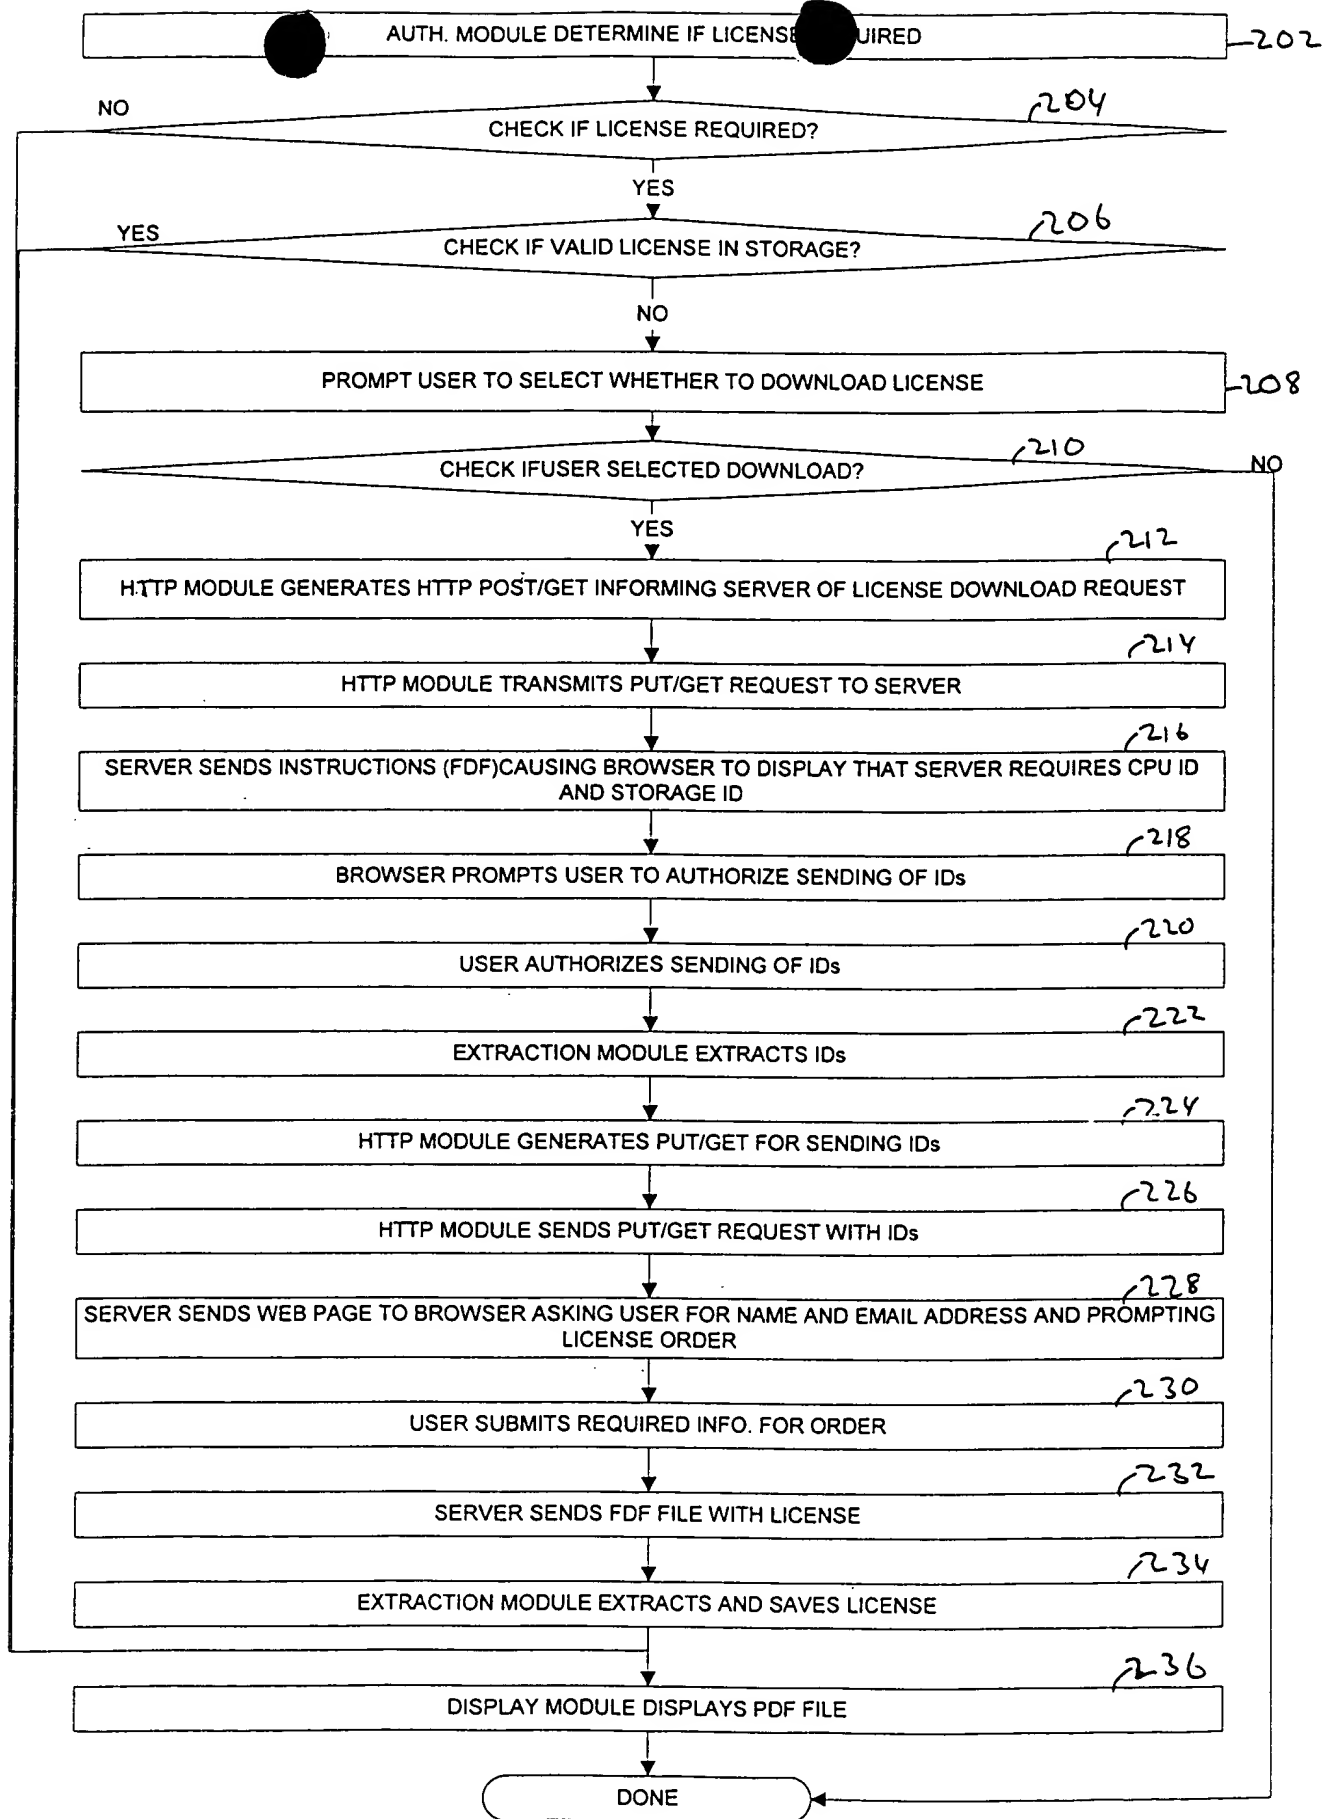 AUTH. MODULE DETERMINE IF LICENSE UIRED
202
NO
204
CHECK IF LICENSE REQUIRED?
YES
206
YES
CHECK IF VALID LICENSE IN STORAGE?
NO
PROMPT USER TO SELECT WHETHER TO DOWNLOAD LICENSE
208
210
NO
CHECK IFUSER SELECTED DOWNLOAD?
YES
212
HTTP MODULE GENERATES HTTP POST/GET INFORMING SERVER OF LICENSE DOWNLOAD REQUEST
214
HTTP MODULE TRANSMITS PUT/GET REQUEST TO SERVER
216
SERVER SENDS INSTRUCTIONS (FDF)CAUSING BROWSER TO DISPLAY THAT SERVER REQUIRES CPU ID
AND STORAGE ID
218
BROWSER PROMPTS USER TO AUTHORIZE SENDING OF IDs
220
USER AUTHORIZES SENDING OF IDs
222
EXTRACTION MODULE EXTRACTS IDs
224
HTTP MODULE GENERATES PUT/GET FOR SENDING IDs
226
HTTP MODULE SENDS PUT/GET REQUEST WITH IDs
228
SERVER SENDS WEB PAGE TO BROWSER ASKING USER FOR NAME AND EMAIL ADDRESS AND PROMPTING
LICENSE ORDER
230
USER SUBMITS REQUIRED INFO. FOR ORDER
232
SERVER SENDS FDF FILE WITH LICENSE
234
EXTRACTION MODULE EXTRACTS AND SAVES LICENSE
236
DISPLAY MODULE DISPLAYS PDF FILE
DONE